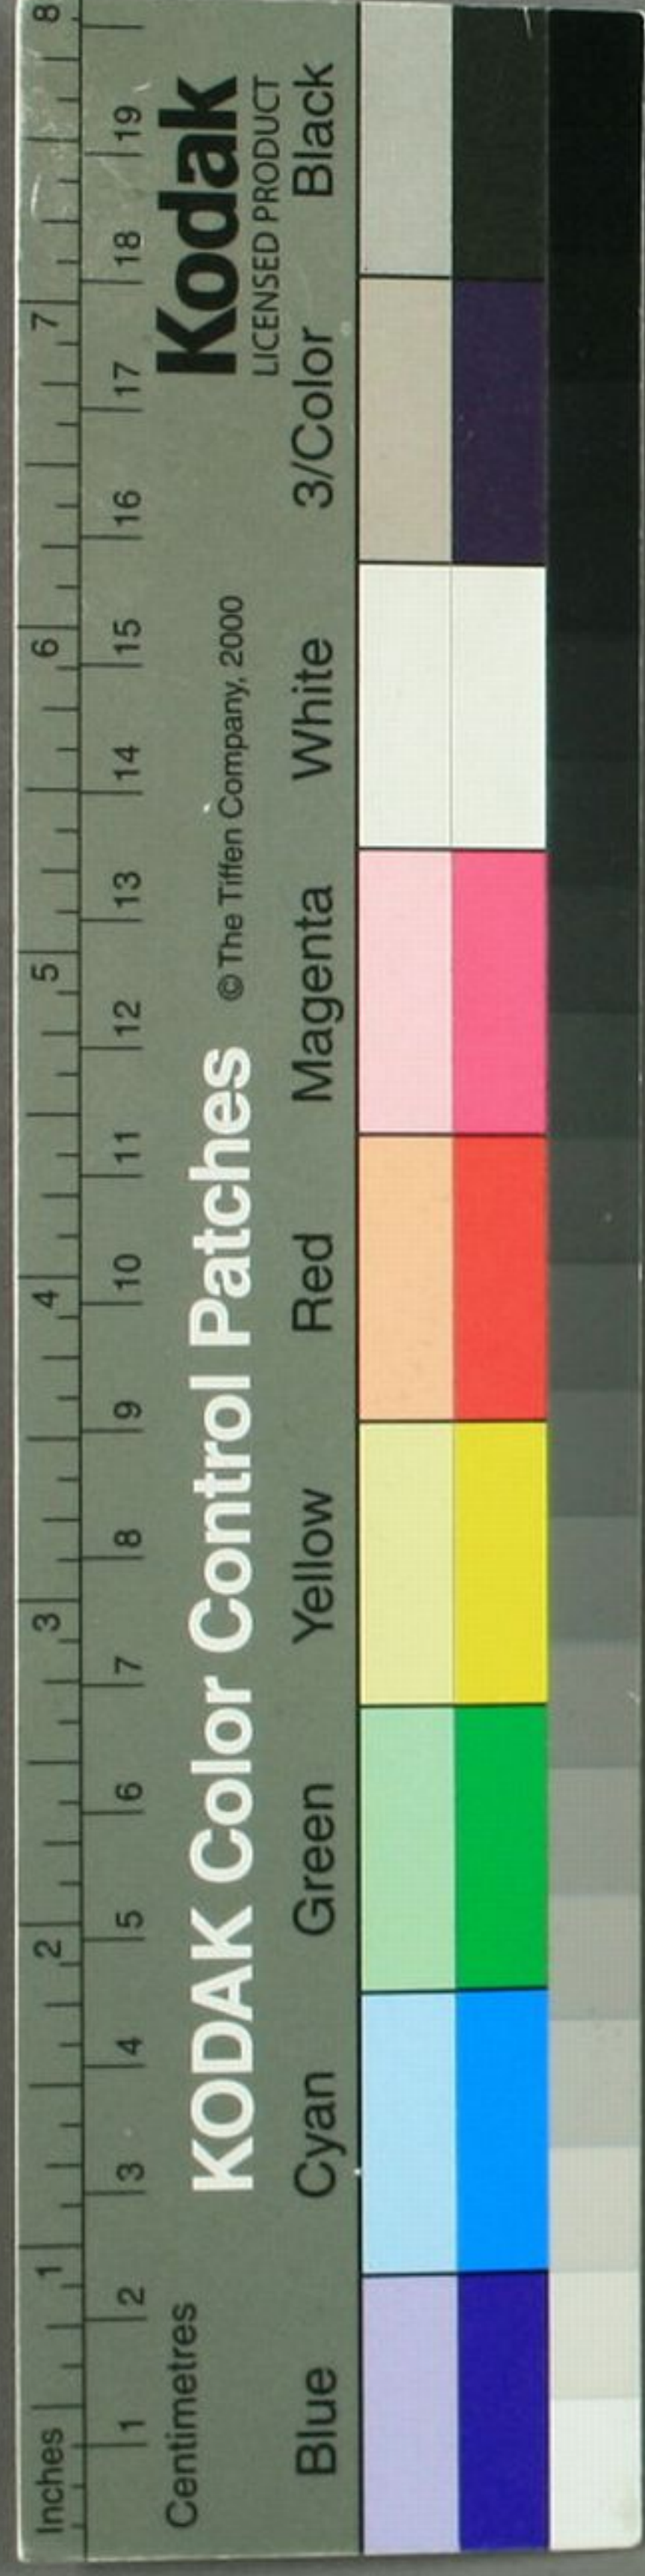 Inches 1 2 3 4 5 6 7 8
1 2 3 4 5 6 7 8 9 10 11 12 13 14 15 16 17 18 19
Centimetres
KODAK Color Control Patches
© The Tiffen Company, 2000
Kodak
LICENSED PRODUCT
Blue Cyan Green Yellow Red Magenta White 3/Color Black